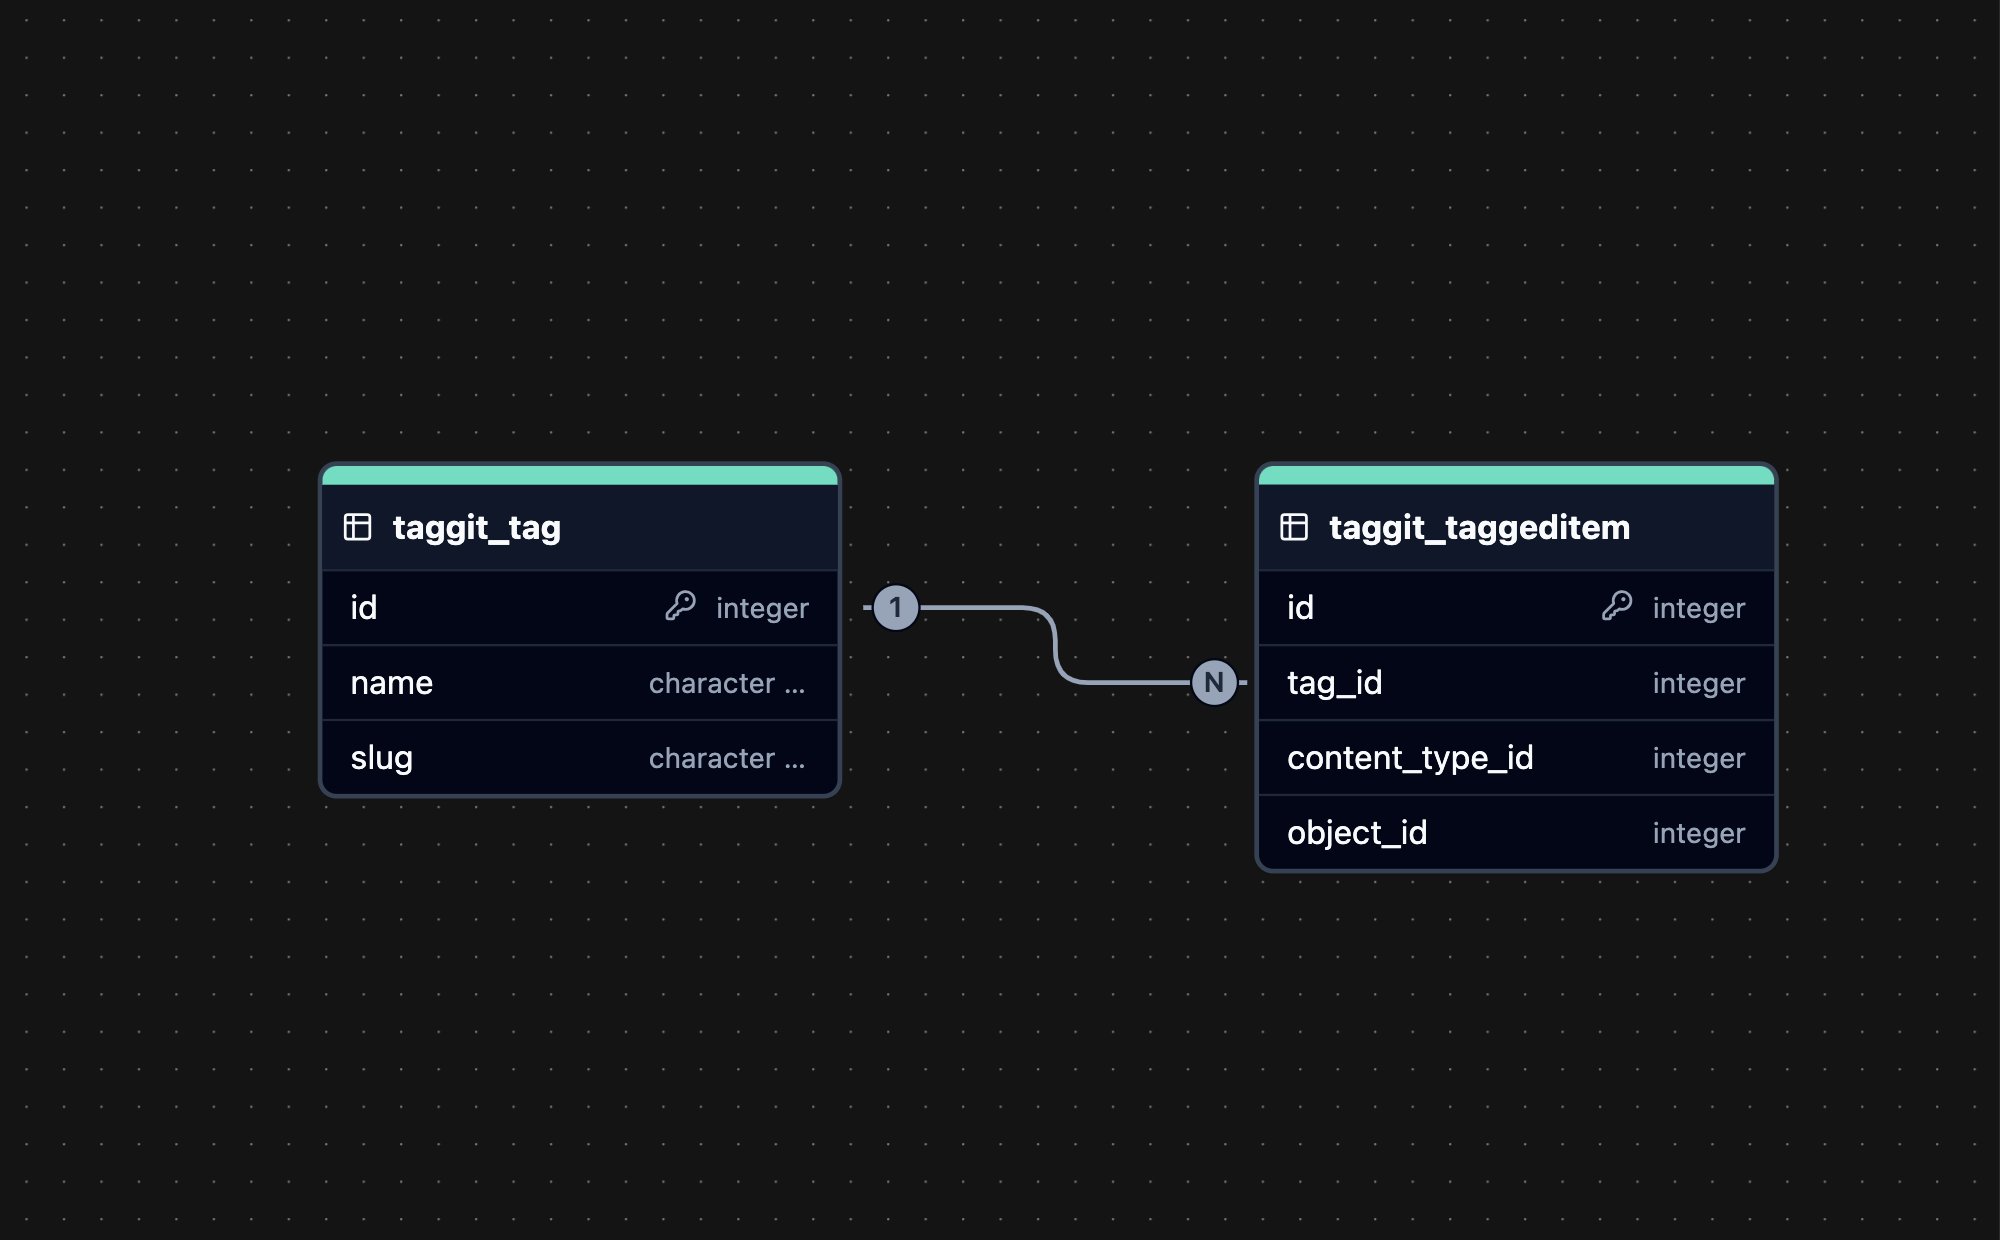 taggit_tag
id integer
name character ...
slug character ...
1
N
taggit_taggeditem
id integer
tag_id integer
content_type_id integer
object_id integer